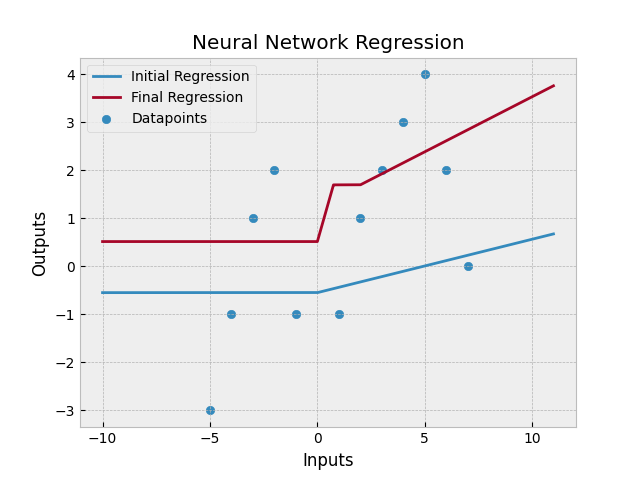 Neural Network Regression
Initial Regression
Final Regression
Datapoints
4
3
2
1
0
−1
−2
−3
Outputs
−10
−5
0
5
10
Inputs